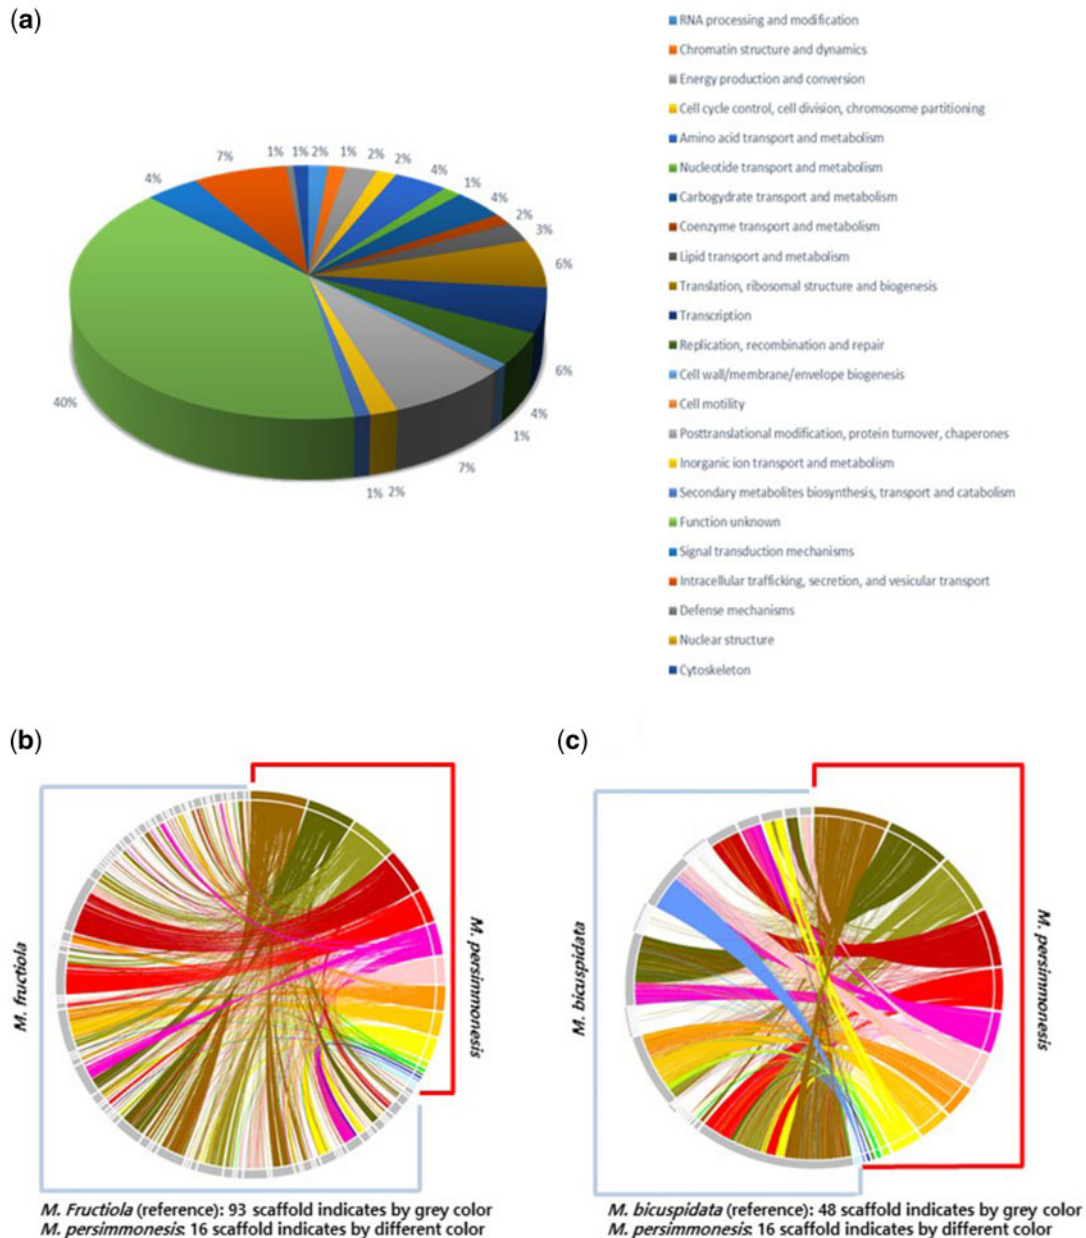 (a)
RNA processing and modification
Chromatin structure and dynamics
Energy production and conversion
Cell cycle control, cell division, chromosome partitioning
Amino acid transport and metabolism
Nucleotide transport and metabolism
Carbogydrate transport and metabolism
Coenzyme transport and metabolism
Lipid transport and metabolism
Translation, ribosomal structure and biogenesis
Transcription
Replication, recombination and repair
Cell wall/membrane/envelope biogenesis
Cell motility
Posttranslational modification, protein turnover, chaperones
Inorganic ion transport and metabolism
Secondary metabolites biosynthesis, transport and catabolism
Function unknown
Signal transduction mechanisms
Intracellular trafficking, secretion, and vesicular transport
Defense mechanisms
Nuclear structure
Cytoskeleton
4%
7%
1%
1%
2%
1%
2%
2%
4%
1%
4%
2%
3%
6%
6%
4%
1%
7%
2%
1%
40%
(b)
M. fructiola
M. persimmonesis
M. Fructiola (reference): 93 scaffold indicates by grey color
M. persimmonesis: 16 scaffold indicates by different color
(c)
M. bicuspidata
M. persimmonesis
M. bicuspidata (reference): 48 scaffold indicates by grey color
M. persimmonesis: 16 scaffold indicates by different color